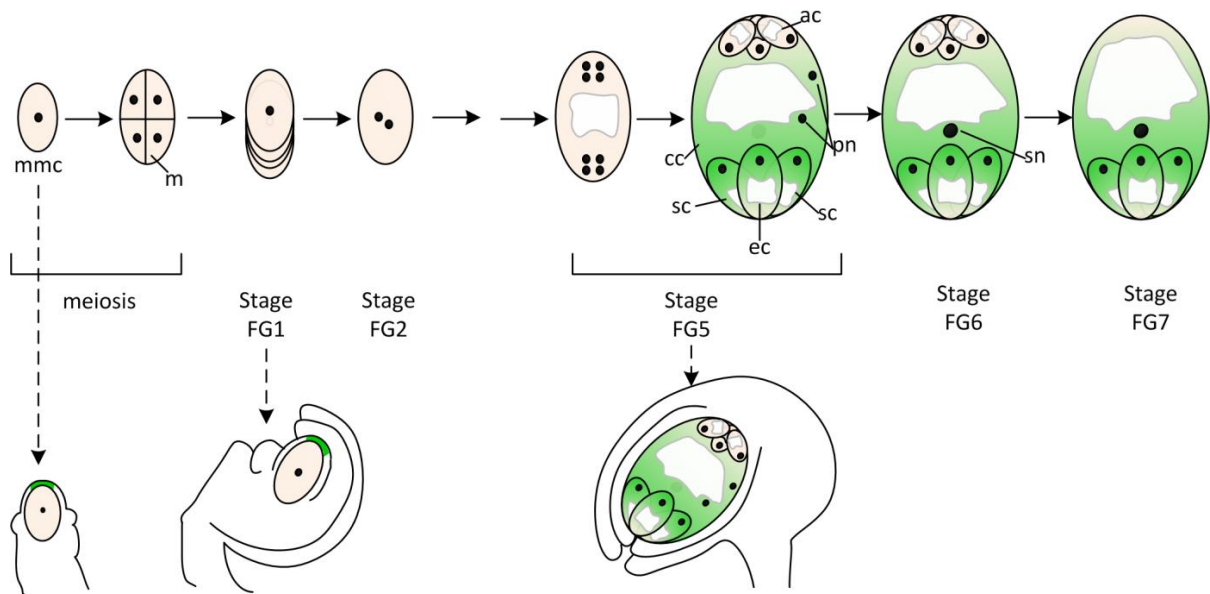 ac
mmc
m
cc
pn
sn
sc
sc
ec
meiosis
Stage
FG1
Stage
FG2
Stage
FG5
Stage
FG6
Stage
FG7